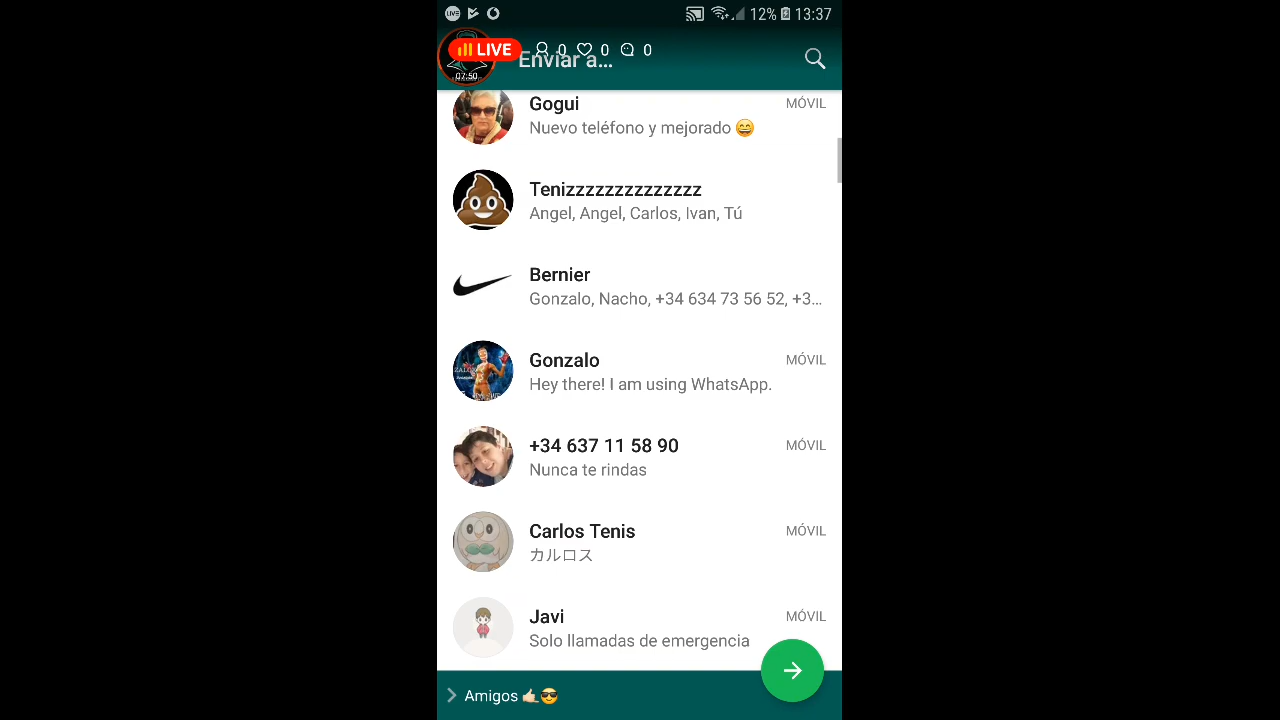 LIVE 12% 13:37
LIVE 0 0 0
Enviar a...
07:50
Gogui MÓVIL
Nuevo teléfono y mejorado 😄
Tenizzzzzzzzzzzzzz
Angel, Angel, Carlos, Ivan, Tú
Bernier
Gonzalo, Nacho, +34 634 73 56 52, +3...
Gonzalo MÓVIL
Hey there! I am using WhatsApp.
+34 637 11 58 90 MÓVIL
Nunca te rindas
Carlos Tenis MÓVIL
カルロス
Javi MÓVIL
Solo llamadas de emergencia
Amigos 🤙🏻😎